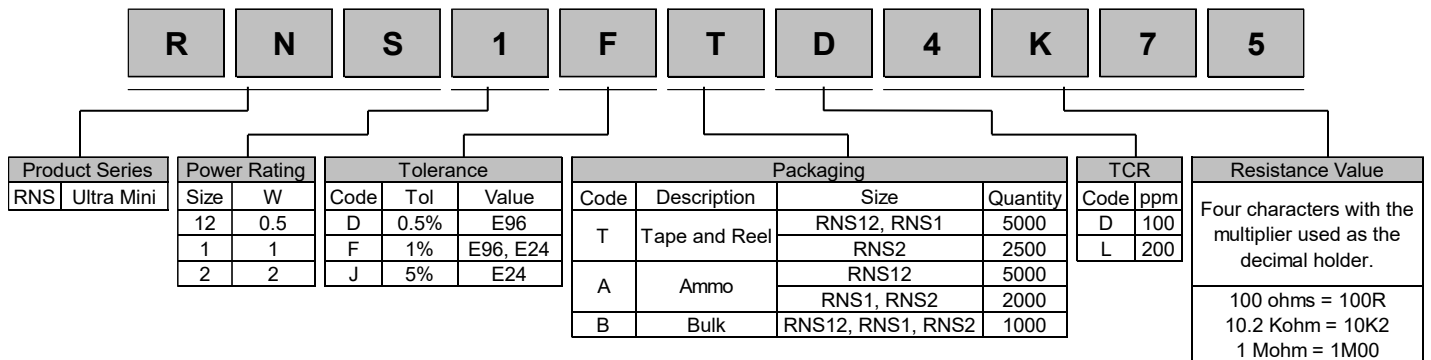 R N S 1 F T D 4 K 7 5
Product Series
RNS Ultra Mini
Power Rating
Size W
12 0.5
1 1
2 2
Tolerance
Code Tol Value
D 0.5% E96
F 1% E96, E24
J 5% E24
Packaging
Code Description Size Quantity
T Tape and Reel RNS12, RNS1 5000
RNS2 2500
A Ammo RNS12 5000
RNS1, RNS2 2000
B Bulk RNS12, RNS1, RNS2 1000
TCR
Code ppm
D 100
L 200
Resistance Value
Four characters with the
multiplier used as the
decimal holder.
100 ohms = 100R
10.2 Kohm = 10K2
1 Mohm = 1M00